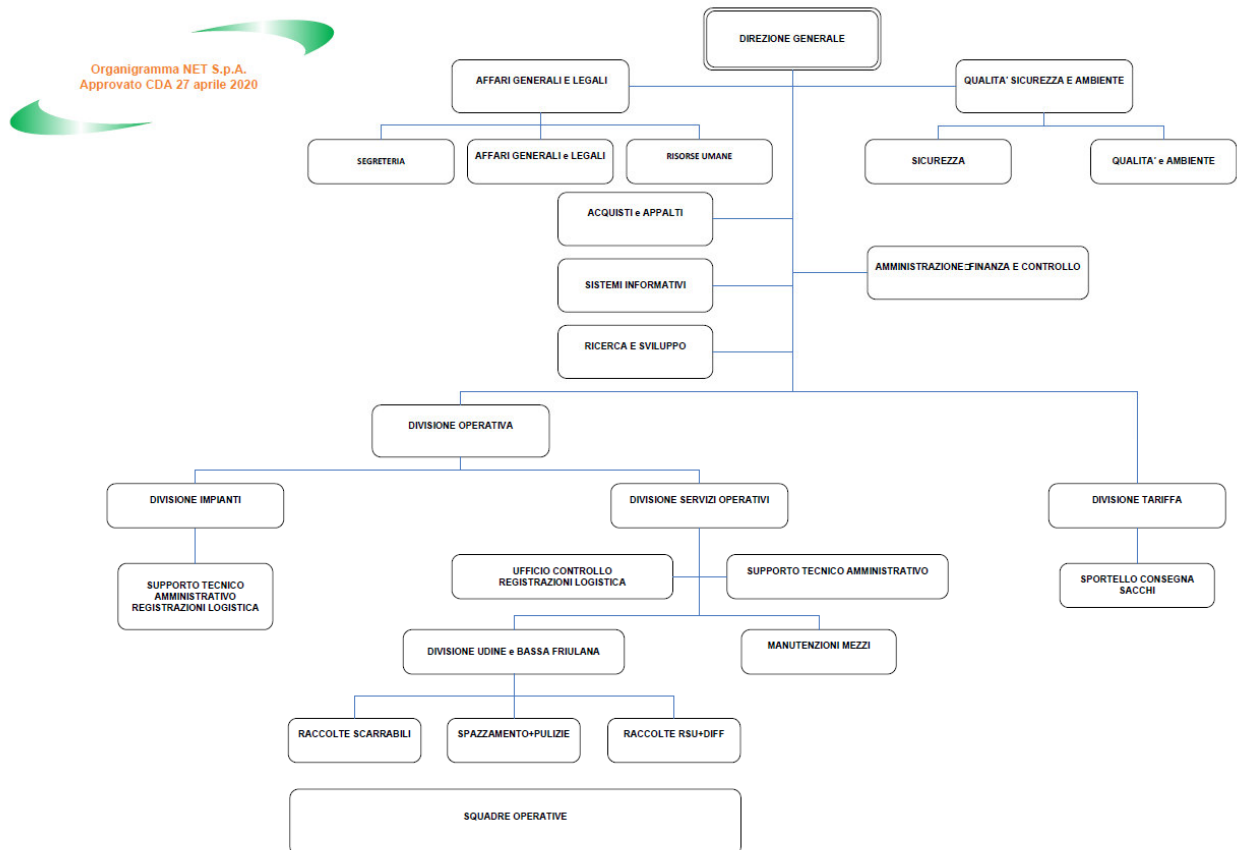 DIREZIONE GENERALE
Organigramma NET S.p.A.
Approvato CDA 27 aprile 2020
AFFARI GENERALI E LEGALI
QUALITA' SICUREZZA E AMBIENTE
SEGRETERIA
AFFARI GENERALI e LEGALI
RISORSE UMANE
SICUREZZA
QUALITA' e AMBIENTE
ACQUISTI e APPALTI
AMMINISTRAZIONE□FINANZA E CONTROLLO
SISTEMI INFORMATIVI
RICERCA E SVILUPPO
DIVISIONE OPERATIVA
DIVISIONE IMPIANTI
DIVISIONE SERVIZI OPERATIVI
DIVISIONE TARIFFA
SUPPORTO TECNICO
AMMINISTRATIVO
REGISTRAZIONI LOGISTICA
UFFICIO CONTROLLO
REGISTRAZIONI LOGISTICA
SUPPORTO TECNICO AMMINISTRATIVO
SPORTELLO CONSEGNA
SACCHI
DIVISIONE UDINE e BASSA FRIULANA
MANUTENZIONI MEZZI
RACCOLTE SCARRABILI
SPAZZAMENTO+PULIZIE
RACCOLTE RSU+DIFF
SQUADRE OPERATIVE